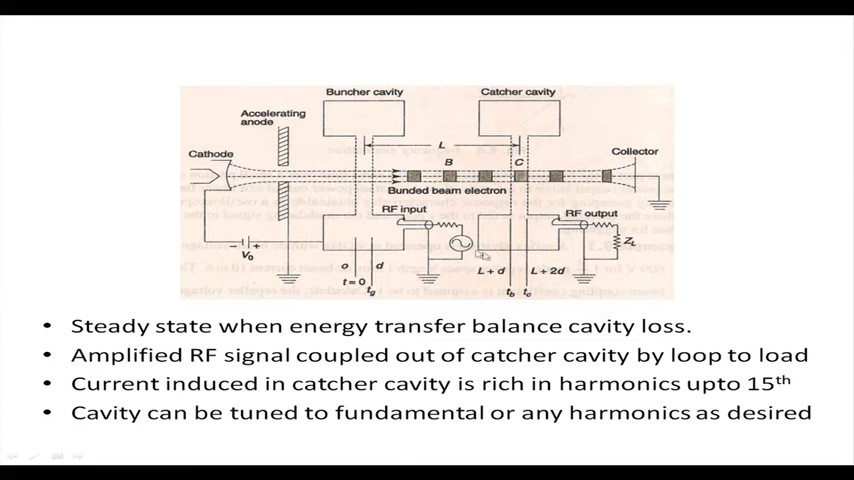 Buncher cavity
Catcher cavity
Accelerating
anode
L
Cathode
B
C
Collector
Bunded beam electron
RF input
RF output
Z_L
− +
V₀
o
d
L + d
L + 2d
t = 0
t_g
t_b
t_c
• Steady state when energy transfer balance cavity loss.
• Amplified RF signal coupled out of catcher cavity by loop to load
• Current induced in catcher cavity is rich in harmonics upto 15th
• Cavity can be tuned to fundamental or any harmonics as desired